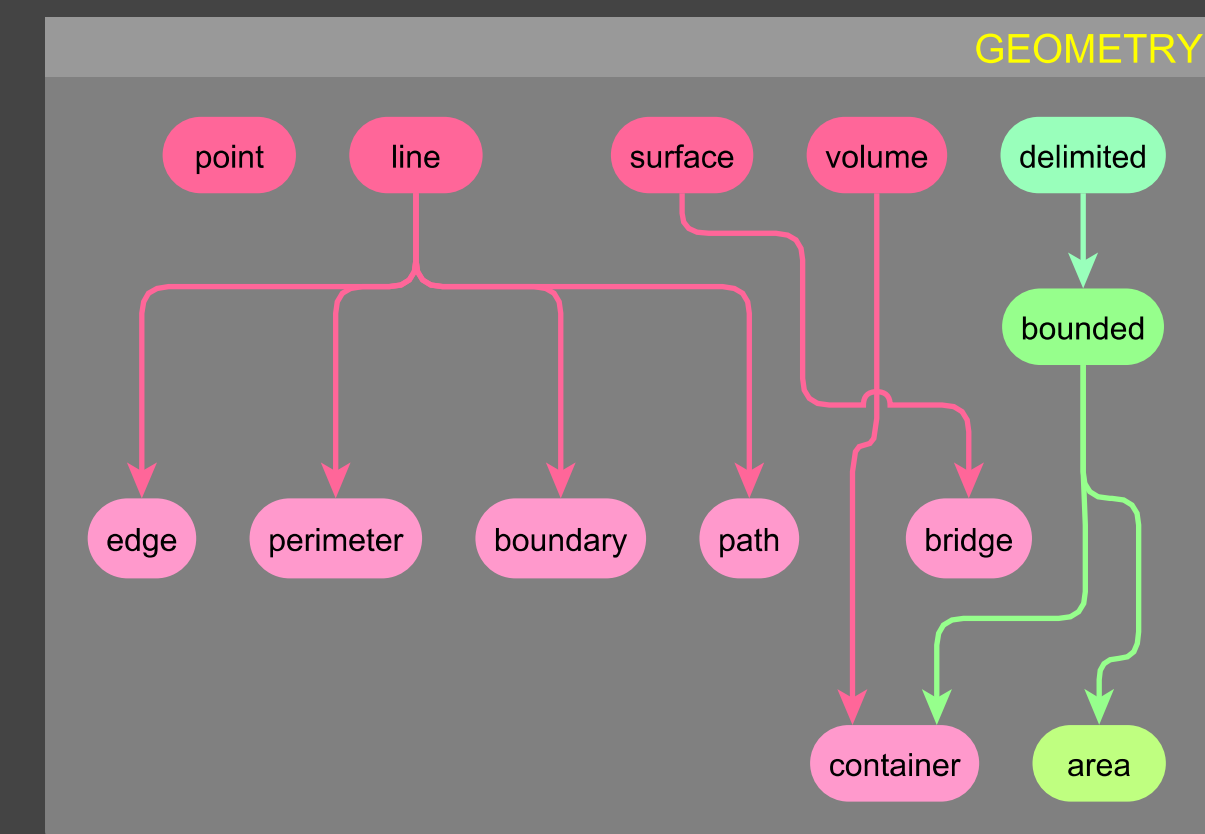 GEOMETRY
point
line
surface
volume
delimited
bounded
edge
perimeter
boundary
path
bridge
container
area